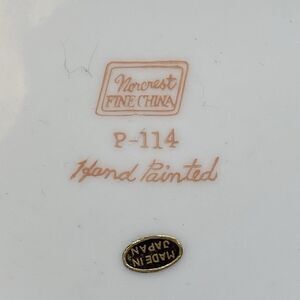 Norcrest
FINE CHINA
P-114
Hand Painted
MADE IN
JAPAN